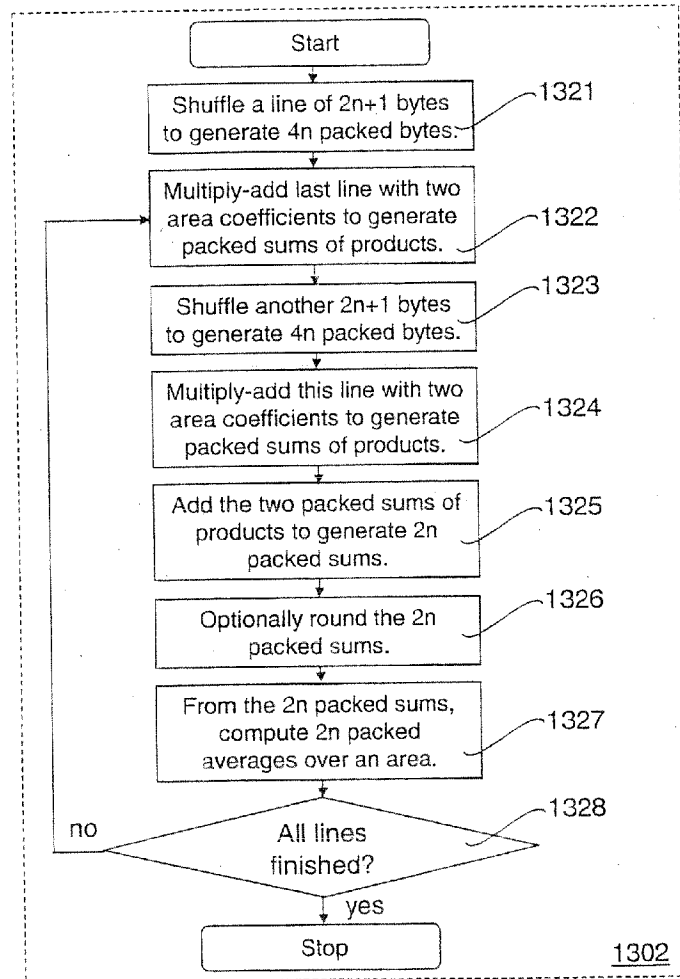 Start
Shuffle a line of 2n+1 bytes
to generate 4n packed bytes.
1321
Multiply-add last line with two
area coefficients to generate
packed sums of products.
1322
Shuffle another 2n+1 bytes
to generate 4n packed bytes.
1323
Multiply-add this line with two
area coefficients to generate
packed sums of products.
1324
Add the two packed sums of
products to generate 2n
packed sums.
1325
Optionally round the 2n
packed sums.
1326
From the 2n packed sums,
compute 2n packed
averages over an area.
1327
no
All lines
finished?
1328
yes
Stop
1302